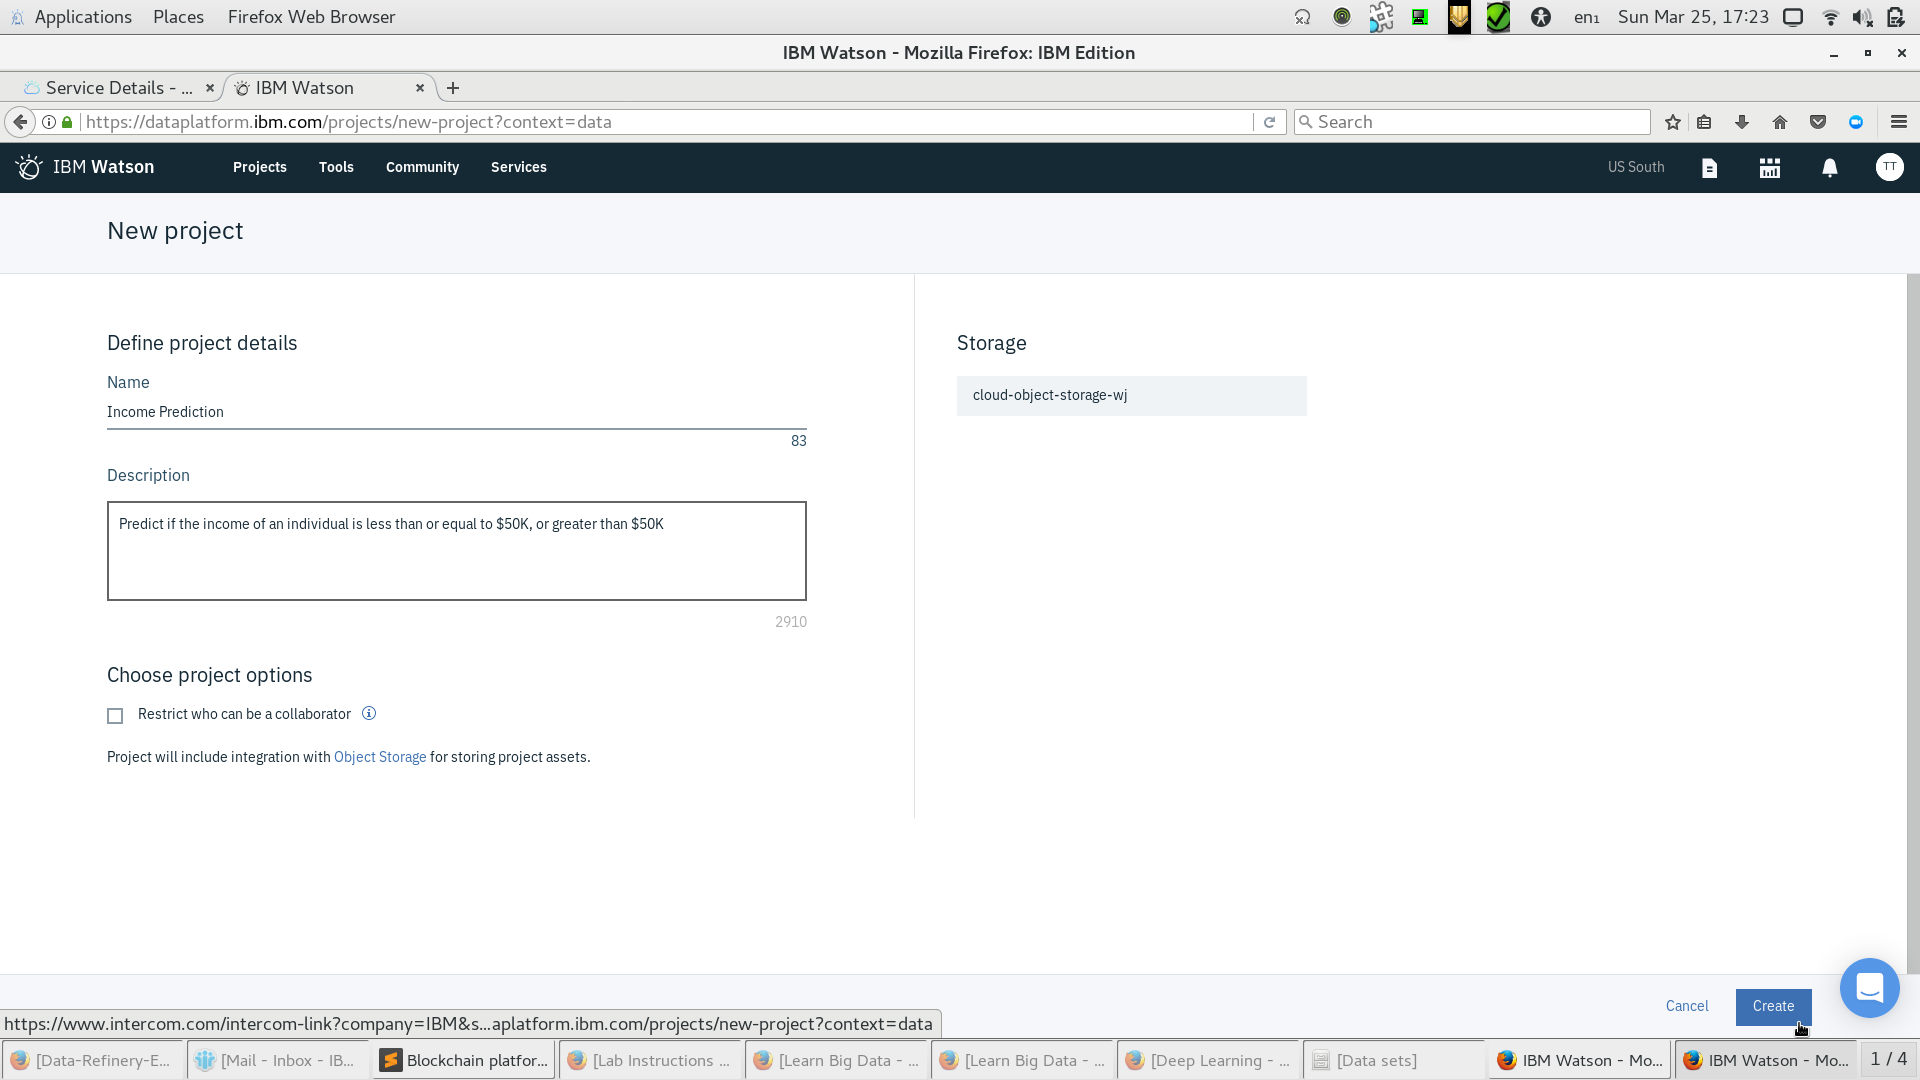 Applications Places Firefox Web Browser en₁ Sun Mar 25, 17:23
IBM Watson - Mozilla Firefox: IBM Edition
Service Details - ... IBM Watson
https://dataplatform.ibm.com/projects/new-project?context=data Search
IBM Watson Projects Tools Community Services US South TT
New project
Define project details
Name
Income Prediction
83
Description
Predict if the income of an individual is less than or equal to $50K, or greater than $50K
2910
Choose project options
Restrict who can be a collaborator
Project will include integration with Object Storage for storing project assets.
Storage
cloud-object-storage-wj
Cancel Create
https://www.intercom.com/intercom-link?company=IBM&s...aplatform.ibm.com/projects/new-project?context=data
[Data-Refinery-E... [Mail - Inbox - IB... Blockchain platfor... [Lab Instructions ... [Learn Big Data - ... [Learn Big Data - ... [Deep Learning - ... [Data sets] IBM Watson - Mo... IBM Watson - Mo... 1 / 4